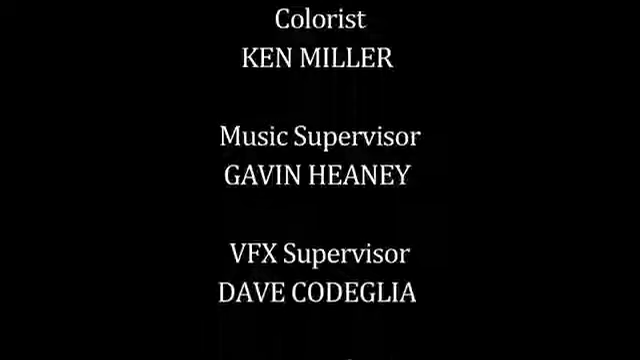 Colorist
KEN MILLER
Music Supervisor
GAVIN HEANEY
VFX Supervisor
DAVE CODEGLIA